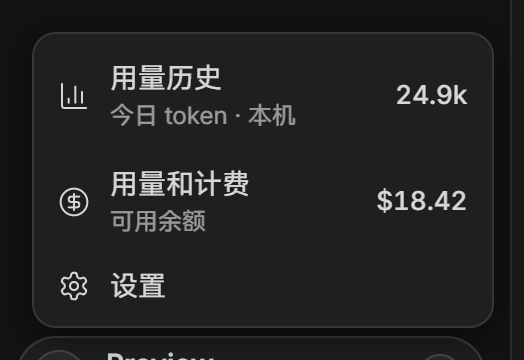 用量历史
今日 token · 本机
24.9k
用量和计费
可用余额
$18.42
设置
Preview